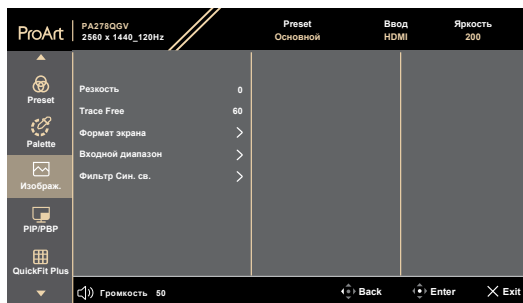 ProArt
PA278QGV
2560 x 1440_120Hz
Preset
Основной
Ввод
HDMI
Яркость
200
Preset
Palette
Изображ.
PIP/PBP
QuickFit Plus
Резкость 0
Trace Free 60
Формат экрана
Входной диапазон
Фильтр Син. св.
Громкость 50
Back
Enter
Exit